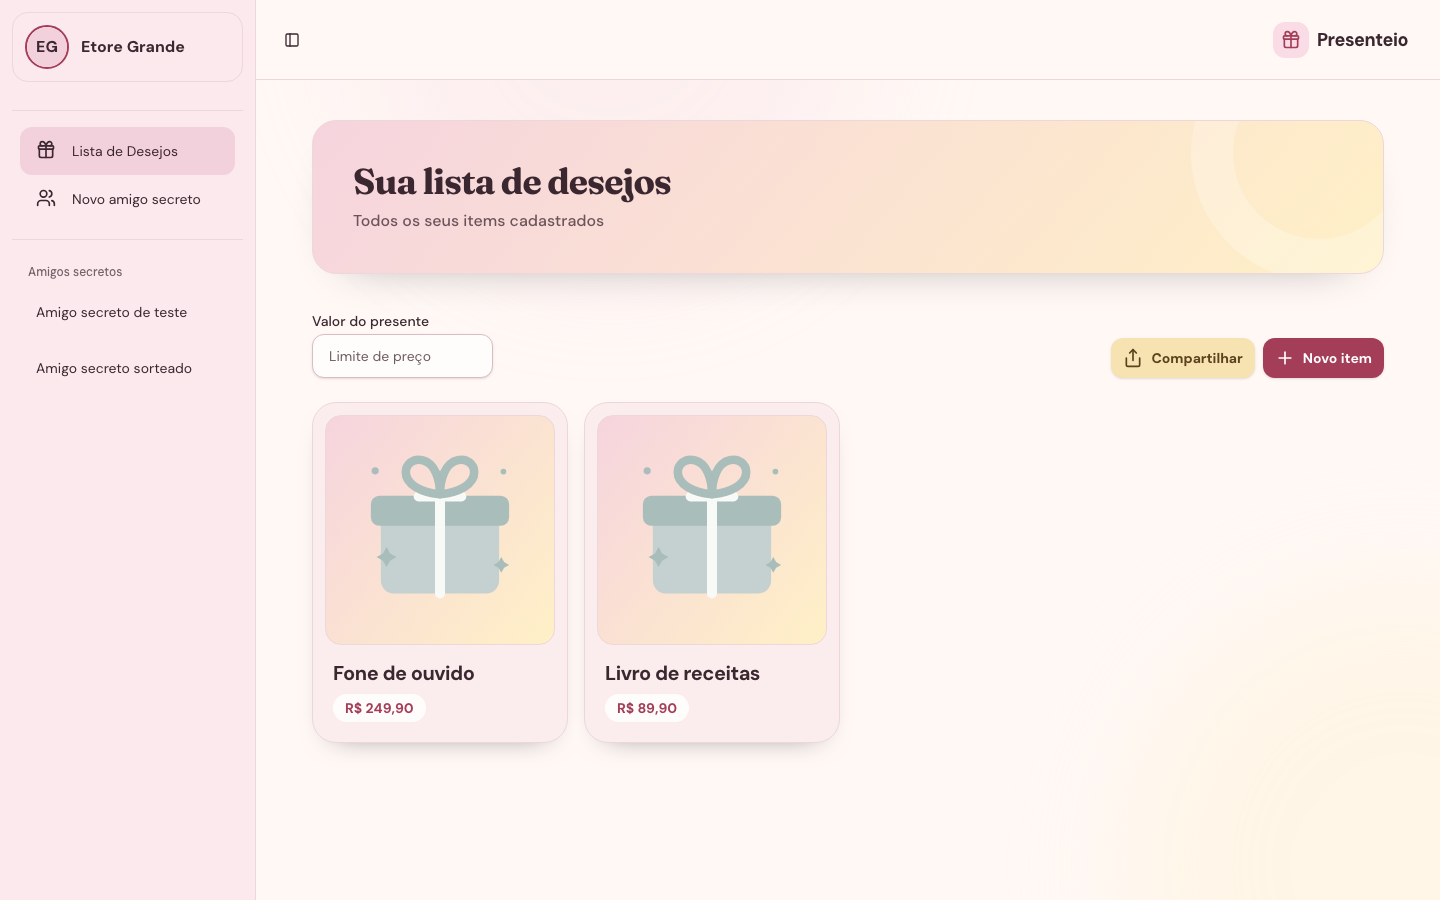 EG
Etore Grande
Lista de Desejos
Novo amigo secreto
Amigos secretos
Amigo secreto de teste
Amigo secreto sorteado
Presenteio
Sua lista de desejos
Todos os seus items cadastrados
Valor do presente
Limite de preço
Compartilhar
Novo item
Fone de ouvido
R$ 249,90
Livro de receitas
R$ 89,90